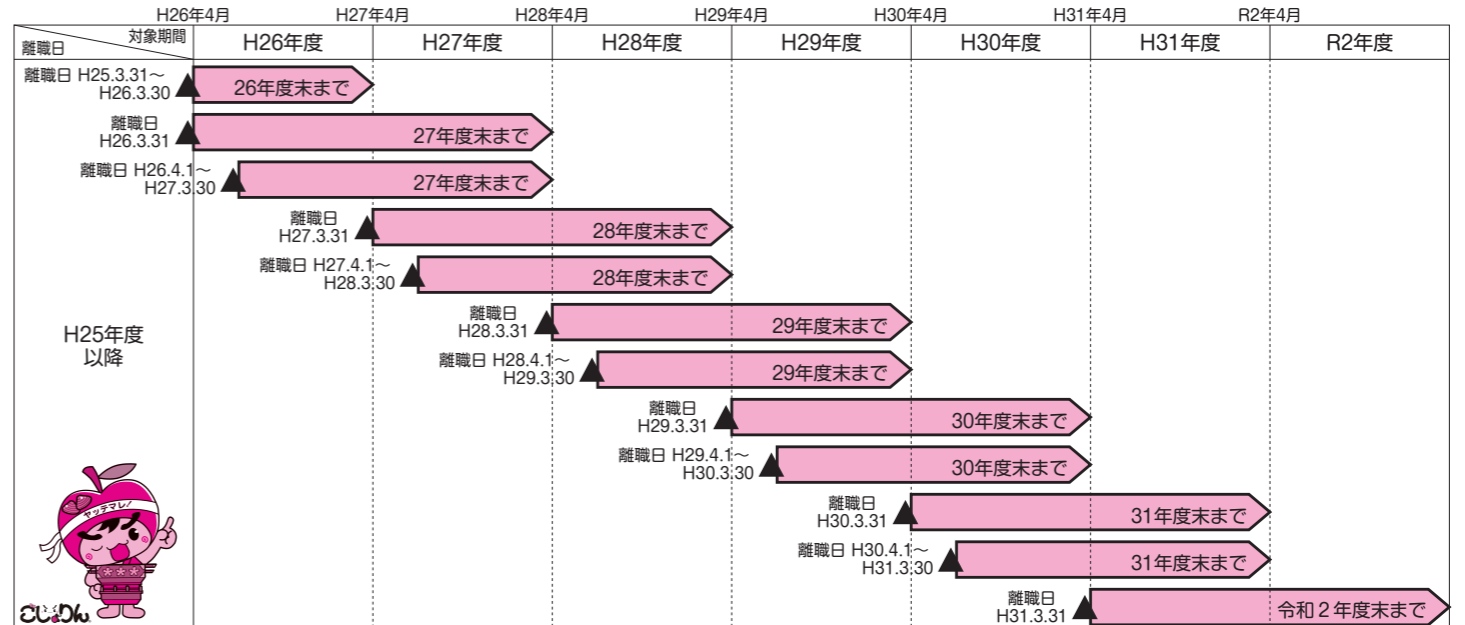 H26年4月 H27年4月 H28年4月 H29年4月 H30年4月 H31年4月 R2年4月
対象期間
離職日
H26年度 H27年度 H28年度 H29年度 H30年度 H31年度 R2年度
離職日 H25.3.31～
H26.3.30
26年度末まで
離職日
H26.3.31
27年度末まで
離職日 H26.4.1～
H27.3.30
27年度末まで
離職日
H27.3.31
28年度末まで
離職日 H27.4.1～
H28.3.30
28年度末まで
H25年度
以降
離職日
H28.3.31
29年度末まで
離職日 H28.4.1～
H29.3.30
29年度末まで
離職日
H29.3.31
30年度末まで
離職日 H29.4.1～
H30.3.30
30年度末まで
離職日
H30.3.31
31年度末まで
離職日 H30.4.1～
H31.3.30
31年度末まで
離職日
H31.3.31
令和２年度末まで
ヤッテマレ！
ごしょりん